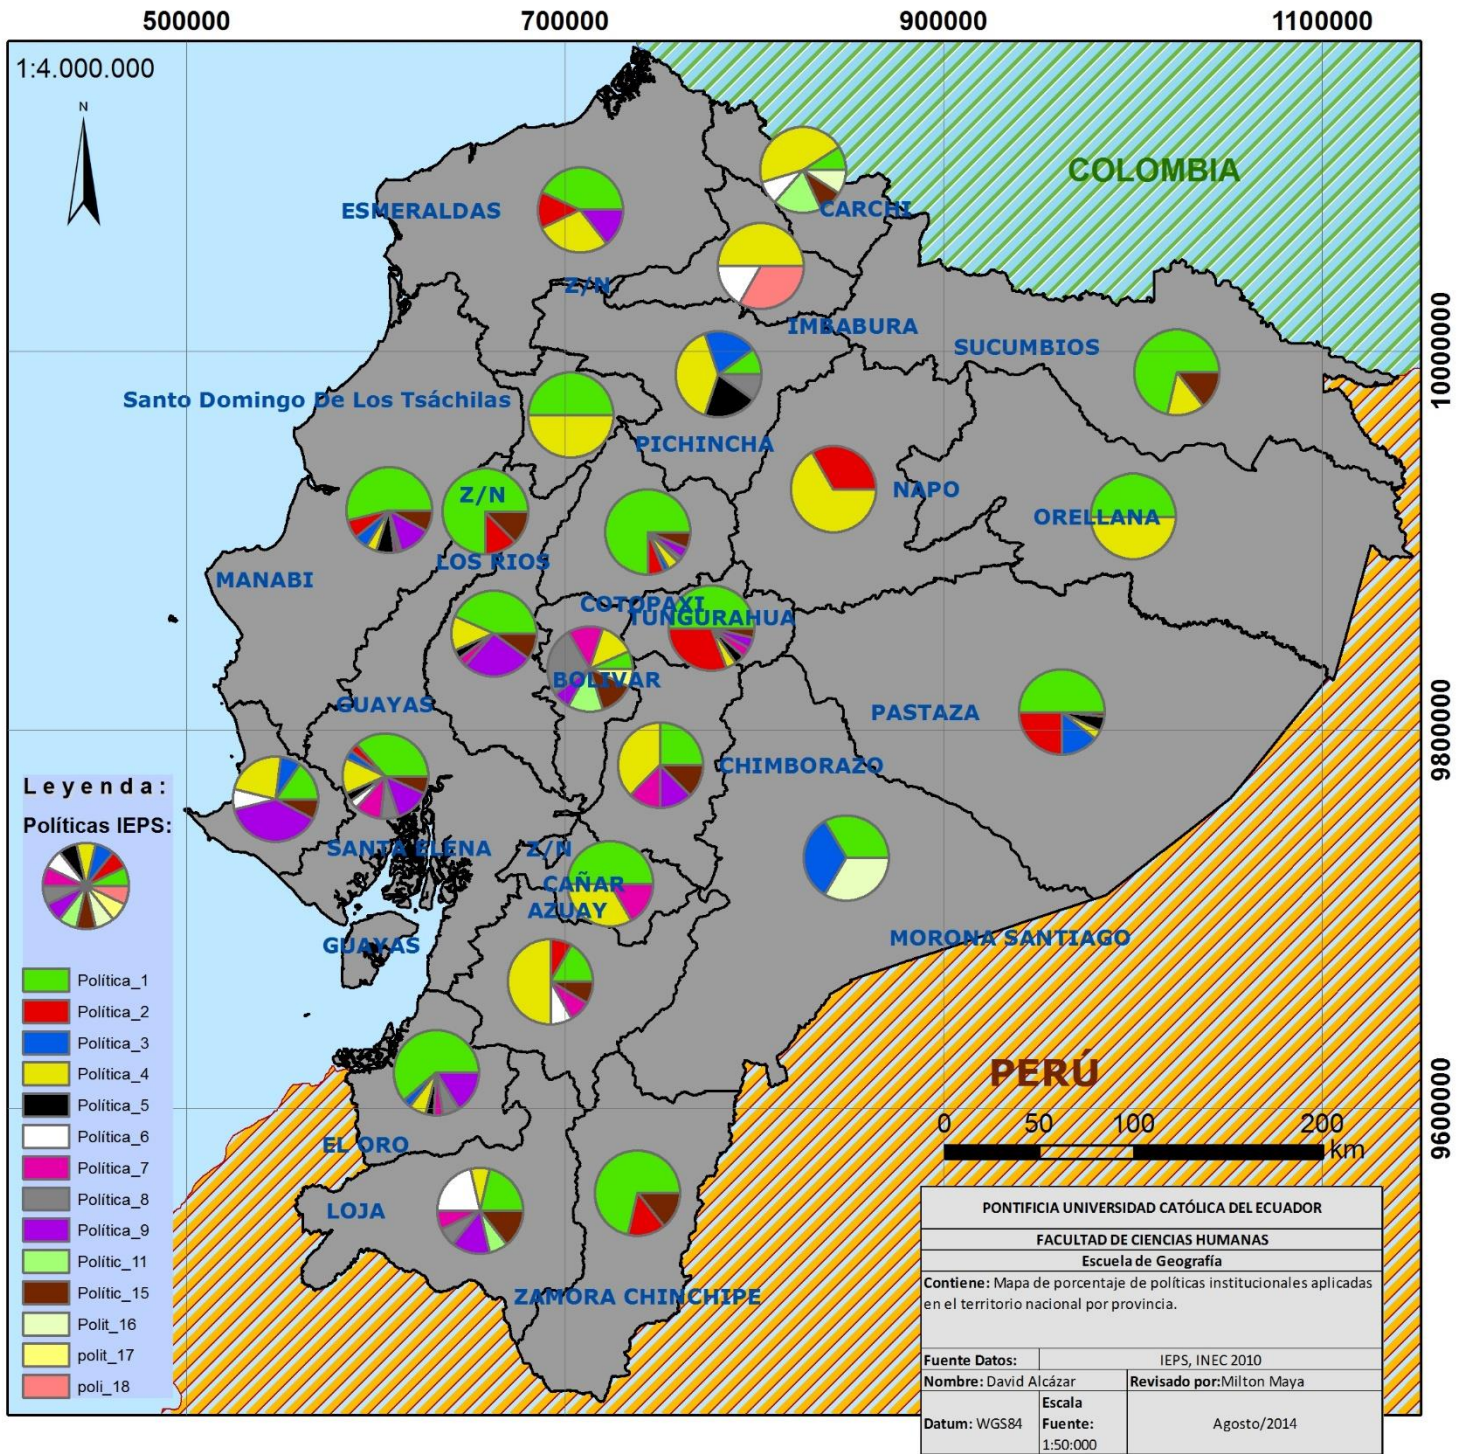 500000 700000 900000 1100000
1:4.000.000
N
COLOMBIA
ESMERALDAS
CARCHI
Z/N
IMBABURA
SUCUMBIOS
10000000
Santo Domingo De Los Tsáchilas
PICHINCHA
NAPO
Z/N
ORELLANA
LOS RIOS
MANABI
COTOPAXI
TUNGURAHUA
BOLIVAR
GUAYAS
PASTAZA
9800000
CHIMBORAZO
SANTA ELENA
Z/N
CAÑAR
AZUAY
MORONA SANTIAGO
GUAYAS
PERÚ
9600000
EL ORO
LOJA
ZAMORA CHINCHIPE
0 50 100 200
km
Leyenda:
Políticas IEPS:
Política_1
Política_2
Política_3
Política_4
Política_5
Política_6
Política_7
Política_8
Política_9
Polític_11
Polític_15
Polit_16
polit_17
poli_18
PONTIFICIA UNIVERSIDAD CATÓLICA DEL ECUADOR
FACULTAD DE CIENCIAS HUMANAS
Escuela de Geografía
Contiene: Mapa de porcentaje de políticas institucionales aplicadas
en el territorio nacional por provincia.
Fuente Datos: IEPS, INEC 2010
Nombre: David Alcázar Revisado por:Milton Maya
Datum: WGS84
Escala
Fuente:
1:50:000
Agosto/2014